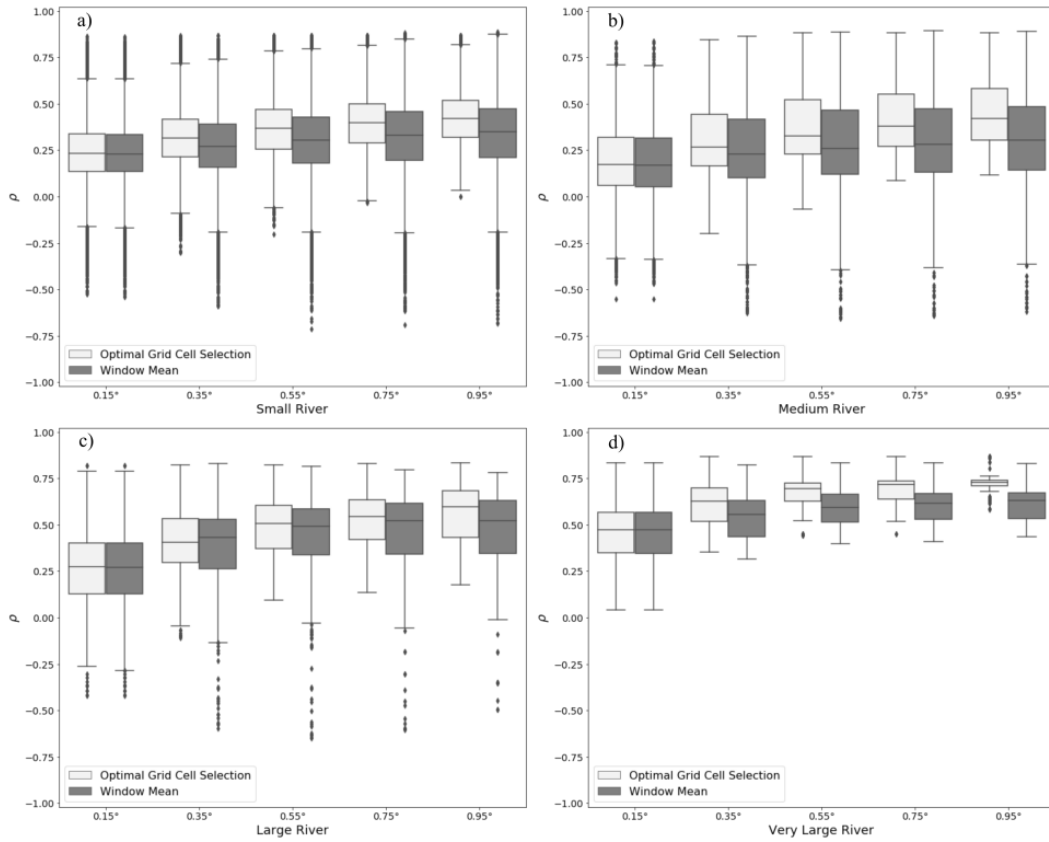 a)
1.00
0.75
0.50
0.25
0.00
−0.25
−0.50
−0.75
−1.00
ρ
Optimal Grid Cell Selection
Window Mean
0.15° 0.35° 0.55° 0.75° 0.95°
Small River
b)
1.00
0.75
0.50
0.25
0.00
−0.25
−0.50
−0.75
−1.00
ρ
Optimal Grid Cell Selection
Window Mean
0.15° 0.35° 0.55° 0.75° 0.95°
Medium River
c)
1.00
0.75
0.50
0.25
0.00
−0.25
−0.50
−0.75
−1.00
ρ
Optimal Grid Cell Selection
Window Mean
0.15° 0.35° 0.55° 0.75° 0.95°
Large River
d)
1.00
0.75
0.50
0.25
0.00
−0.25
−0.50
−0.75
−1.00
ρ
Optimal Grid Cell Selection
Window Mean
0.15° 0.35° 0.55° 0.75° 0.95°
Very Large River